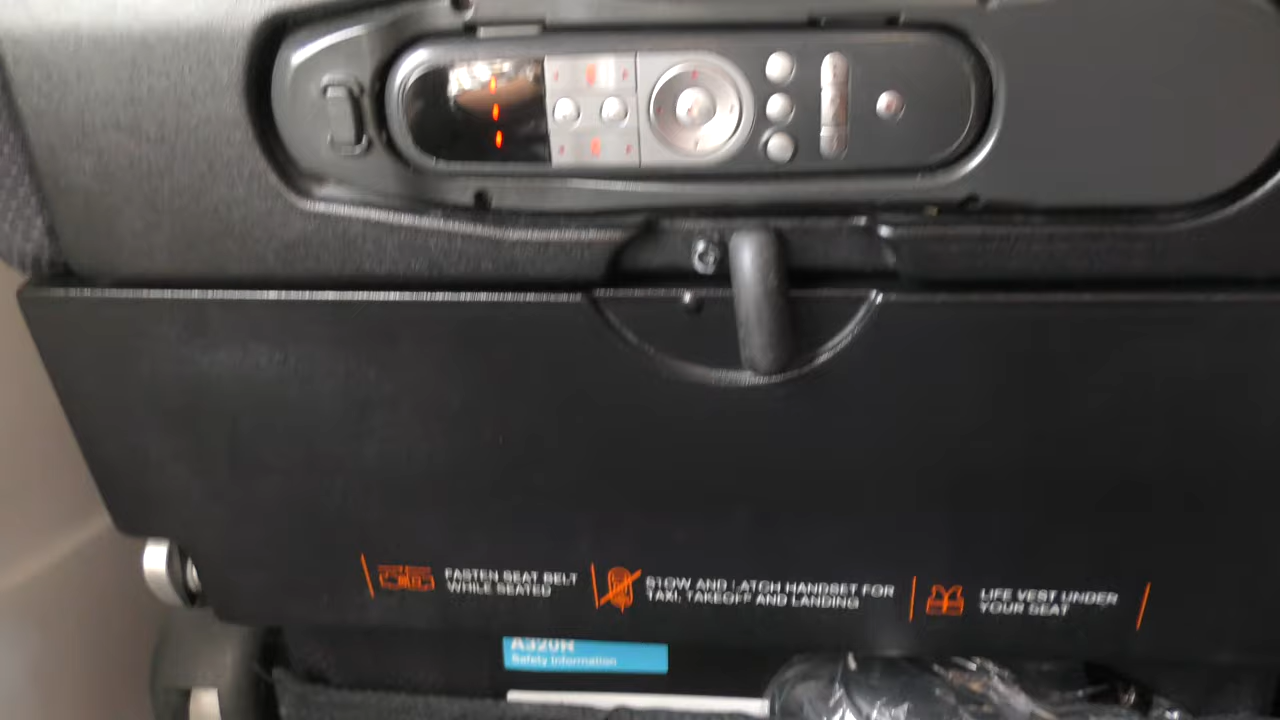 FASTEN SEAT BELT
WHILE SEATED
STOW AND LATCH HANDSET FOR
TAXI, TAKEOFF AND LANDING
LIFE VEST UNDER
YOUR SEAT
A320N
Safety Information